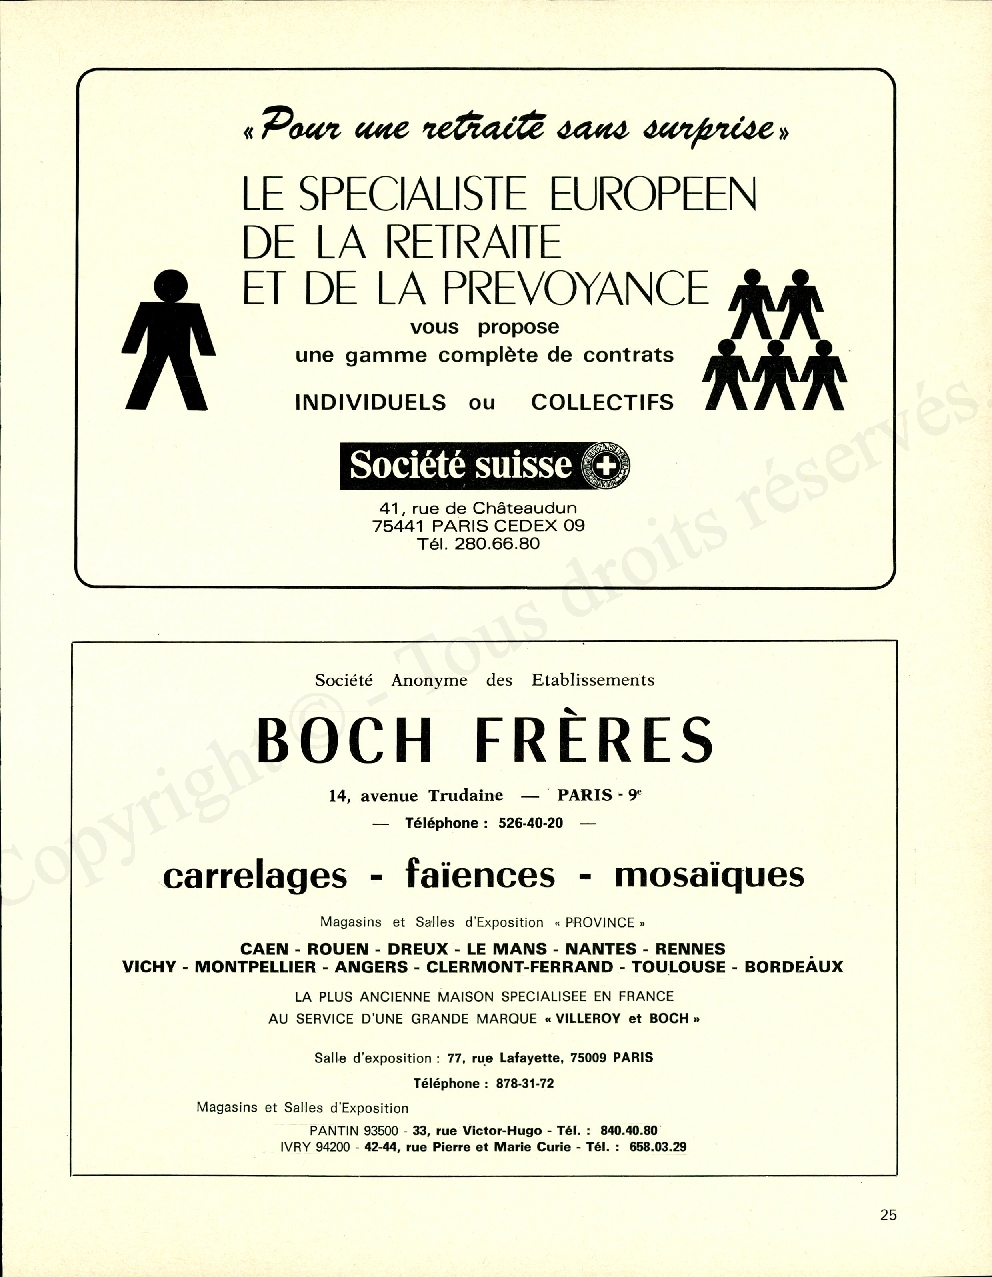 « Pour une retraite sans surprise »
LE SPECIALISTE EUROPEEN
DE LA RETRAITE
ET DE LA PREVOYANCE
vous propose
une gamme complète de contrats
INDIVIDUELS ou COLLECTIFS
Société suisse
41, rue de Châteaudun
75441 PARIS CEDEX 09
Tél. 280.66.80
Copyright © - Tous droits réservés.
Société Anonyme des Etablissements
BOCH FRÈRES
14, avenue Trudaine — PARIS - 9e
— Téléphone : 526-40-20 —
carrelages - faïences - mosaïques
Magasins et Salles d'Exposition « PROVINCE »
CAEN - ROUEN - DREUX - LE MANS - NANTES - RENNES
VICHY - MONTPELLIER - ANGERS - CLERMONT-FERRAND - TOULOUSE - BORDEAUX
LA PLUS ANCIENNE MAISON SPECIALISEE EN FRANCE
AU SERVICE D'UNE GRANDE MARQUE « VILLEROY et BOCH »
Salle d'exposition : 77, rue Lafayette, 75009 PARIS
Téléphone : 878-31-72
Magasins et Salles d'Exposition
PANTIN 93500 - 33, rue Victor-Hugo - Tél. : 840.40.80
IVRY 94200 - 42-44, rue Pierre et Marie Curie - Tél. : 658.03.29
25